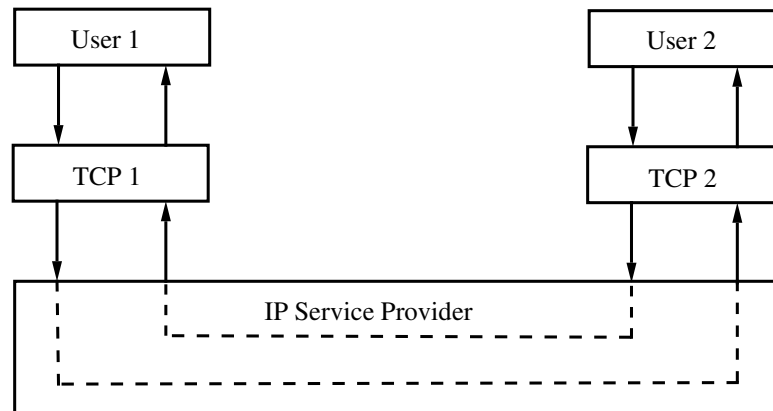 User 1
User 2
TCP 1
TCP 2
IP Service Provider